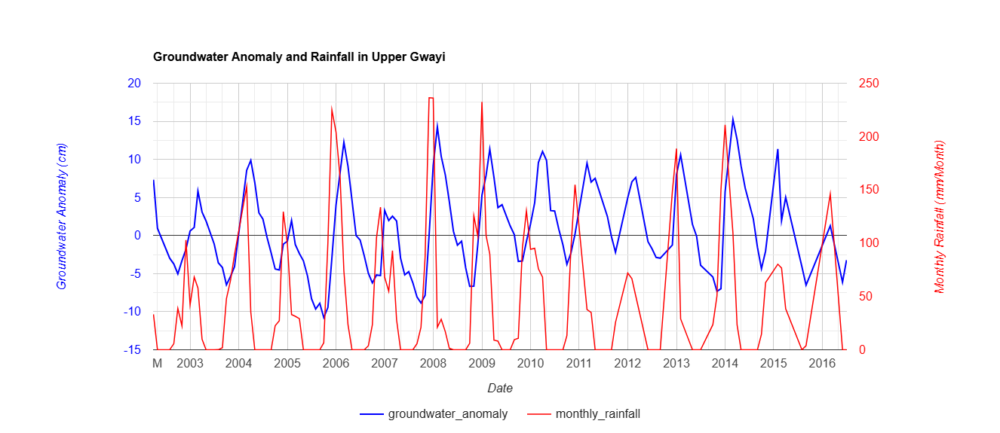 Groundwater Anomaly and Rainfall in Upper Gwayi
20
15
10
5
0
-5
-10
-15
Groundwater Anomaly (cm)
250
200
150
100
50
0
Monthly Rainfall (mm/Month)
M 2003 2004 2005 2006 2007 2008 2009 2010 2011 2012 2013 2014 2015 2016
Date
groundwater_anomaly monthly_rainfall